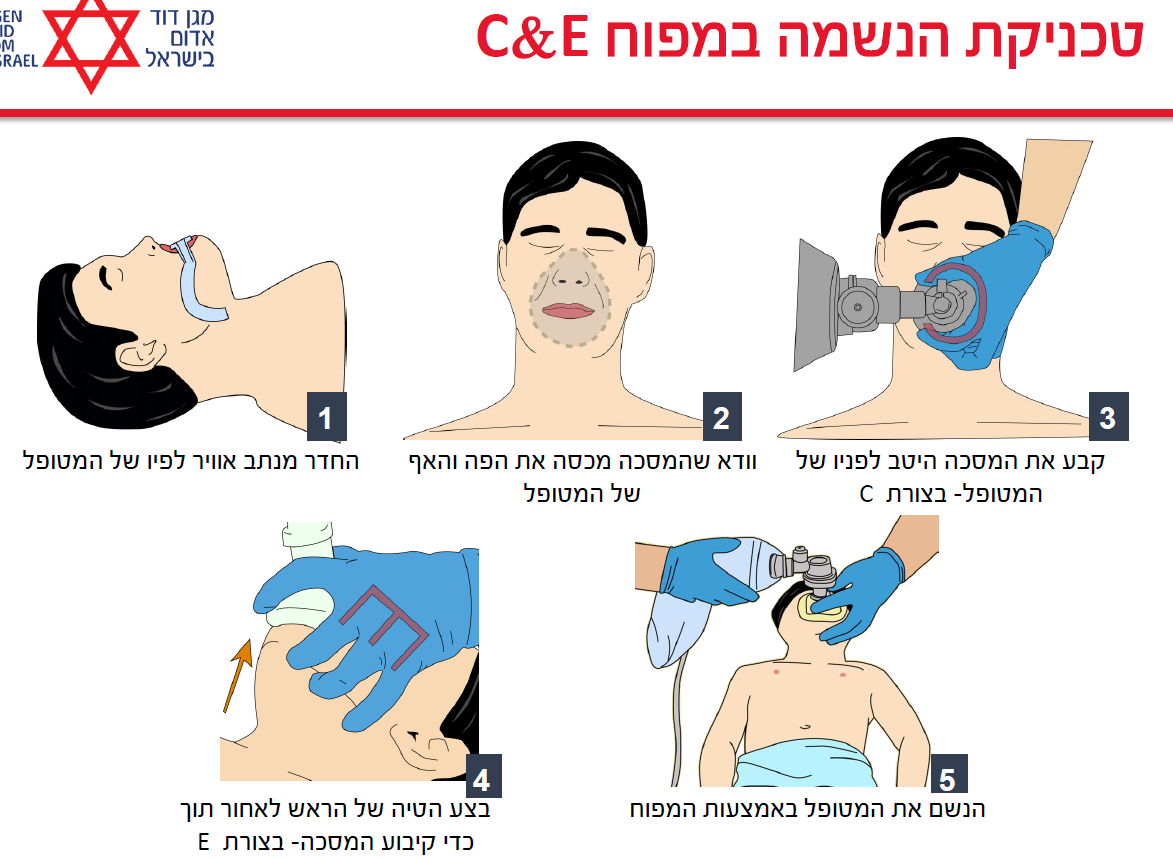 טכניקת הנשמה במפוח C&E
מגן דוד
אדום
בישראל
1
החדר מנתב אוויר לפיו של המטופל
2
וודא שהמסכה מכסה את הפה והאף
של המטופל
3
קבע את המסכה היטב לפניו של
המטופל- בצורת C
4
בצע הטיה של הראש לאחור תוך
כדי קיבוע המסכה- בצורת E
5
הנשם את המטופל באמצעות המפוח